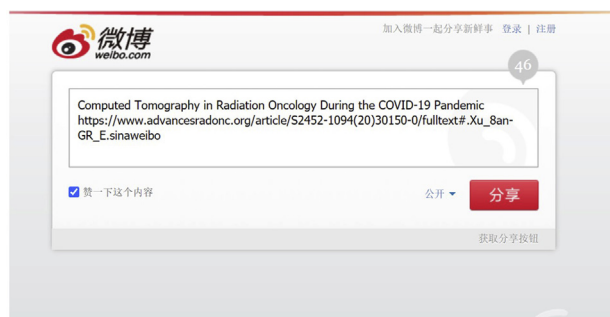 微博
weibo.com
加入微博一起分享新鲜事 登录 | 注册
46
Computed Tomography in Radiation Oncology During the COVID-19 Pandemic
https://www.advancesradonc.org/article/S2452-1094(20)30150-0/fulltext#.Xu_8an-
GR_E.sinaweibo
赞一下这个内容
公开
分享
获取分享按钮